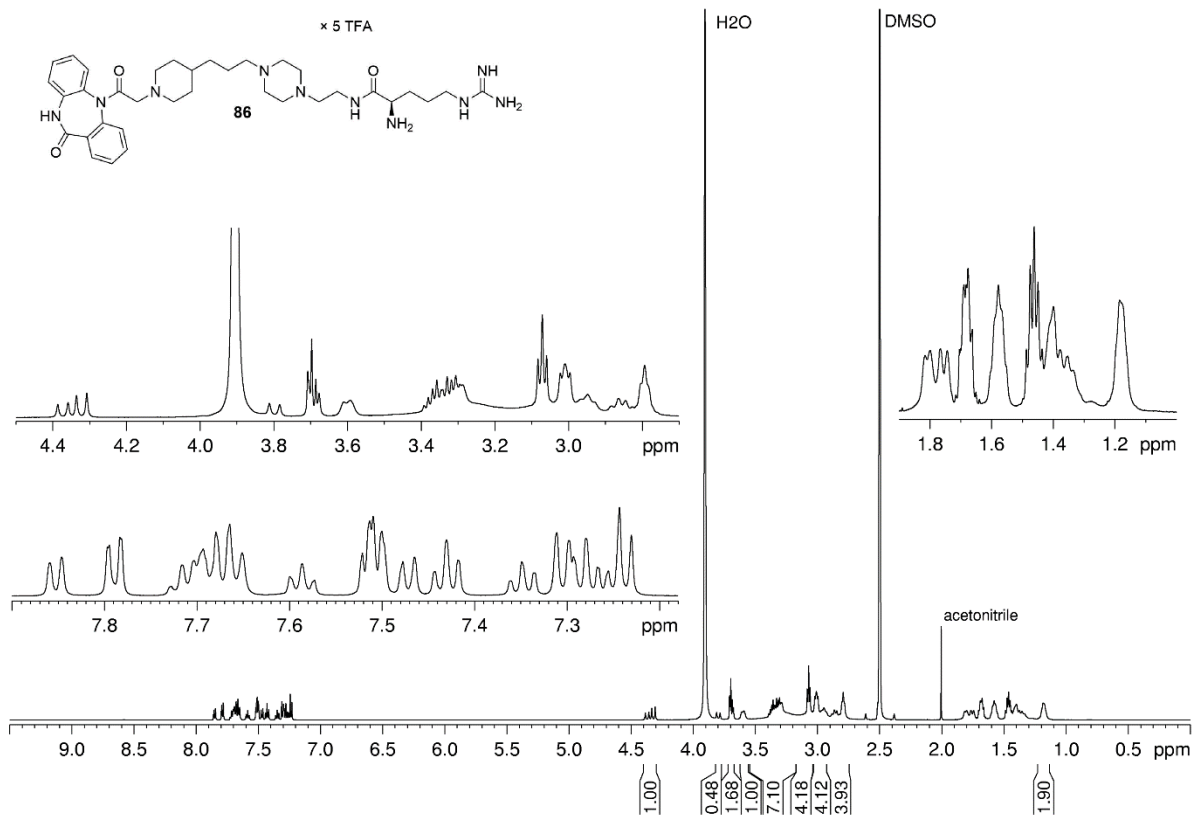 × 5 TFA
H2O
DMSO
O
N
N
N
O
N
H
N
H
NH
NH2
NH2
HN
O
86
4.4 4.2 4.0 3.8 3.6 3.4 3.2 3.0 ppm
1.8 1.6 1.4 1.2 ppm
7.8 7.7 7.6 7.5 7.4 7.3 ppm
acetonitrile
9.0 8.5 8.0 7.5 7.0 6.5 6.0 5.5 5.0 4.5 4.0 3.5 3.0 2.5 2.0 1.5 1.0 0.5 ppm
1.00 0.48 1.68 1.00 7.10 4.18 4.12 3.93 1.90